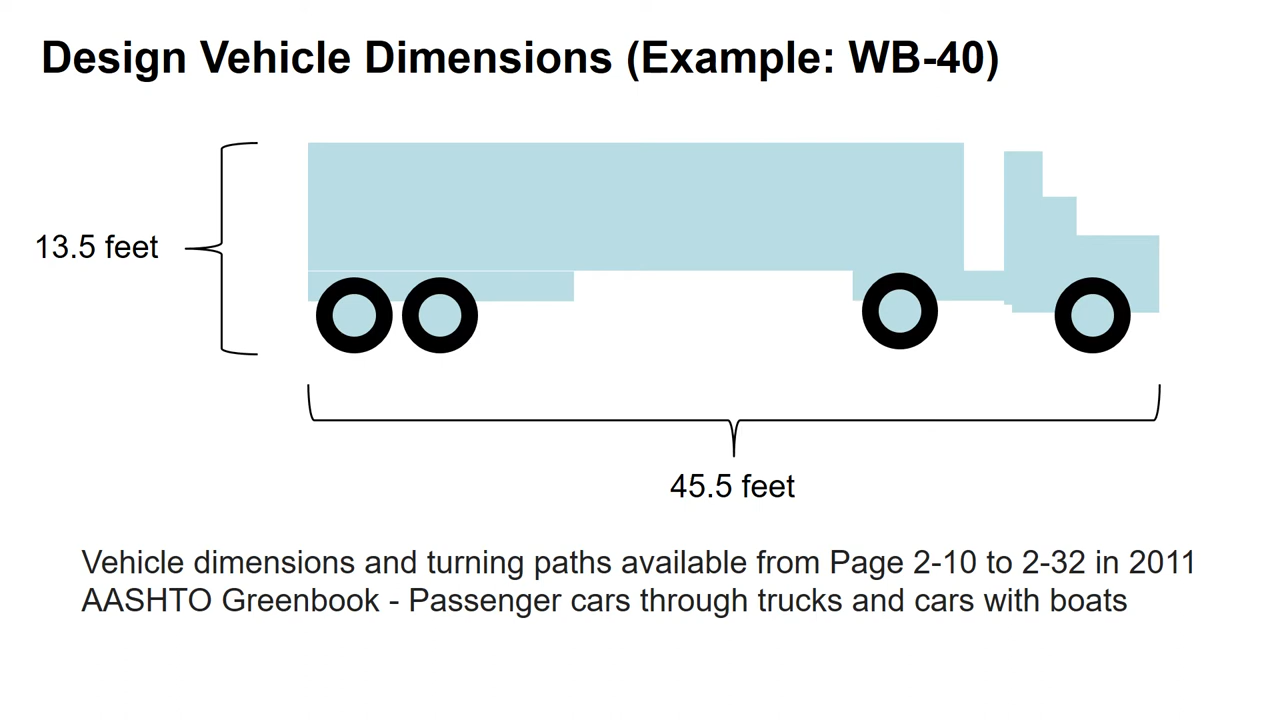 Design Vehicle Dimensions (Example: WB-40)
13.5 feet
45.5 feet
Vehicle dimensions and turning paths available from Page 2-10 to 2-32 in 2011
AASHTO Greenbook - Passenger cars through trucks and cars with boats